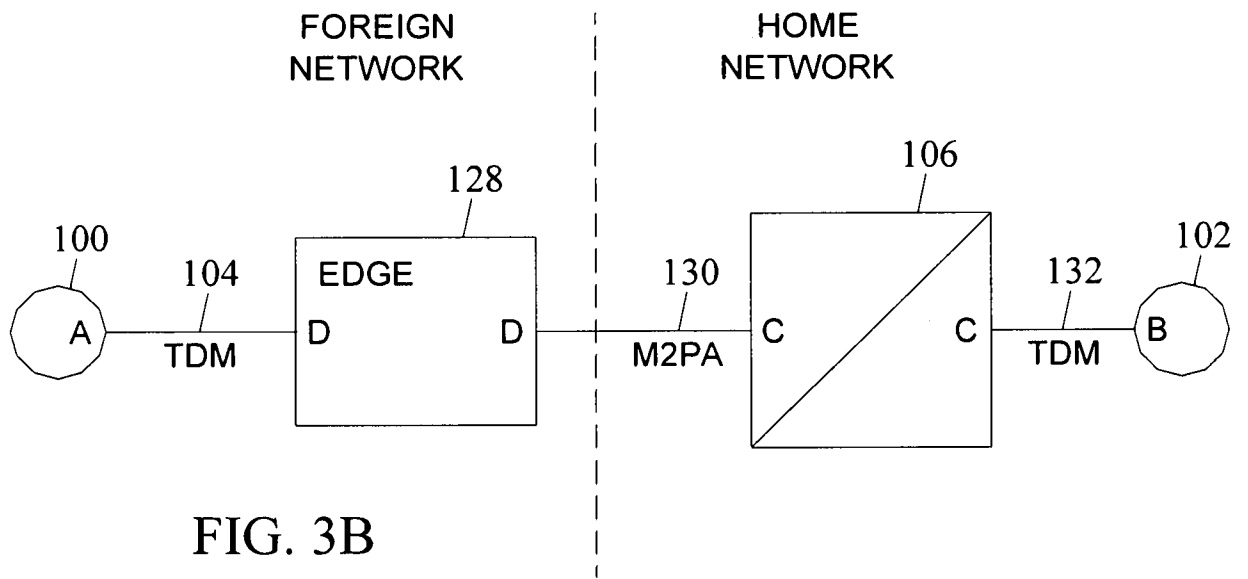 FOREIGN
NETWORK
HOME
NETWORK
100
104
128
130
106
132
102
EDGE
A
TDM
D
D
M2PA
C
C
TDM
B
FIG. 3B